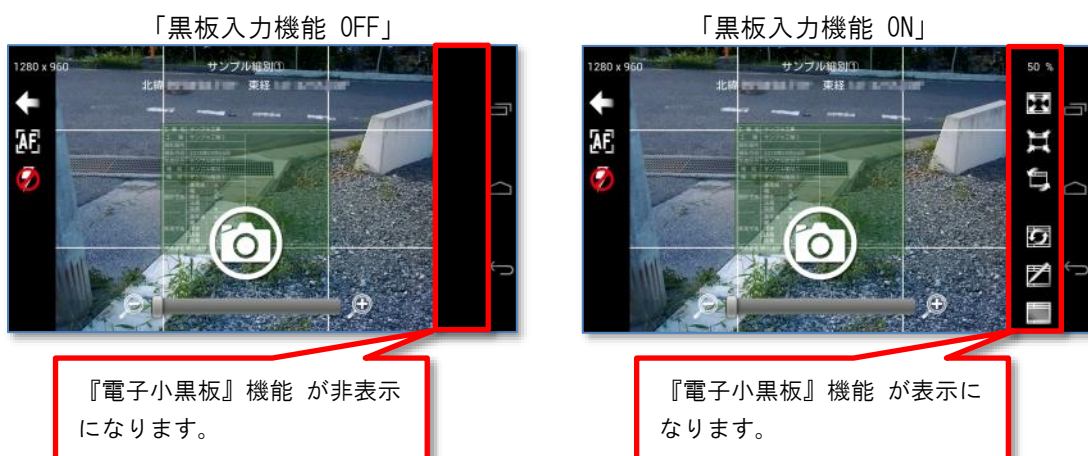 「黒板入力機能 OFF」
「黒板入力機能 ON」
1280 x 960
サンプル細別①
北緯
東経
AF
1280 x 960
サンプル細別①
北緯
東経
AF
50 %
『電子小黒板』機能 が非表示
になります。
『電子小黒板』機能 が表示に
なります。